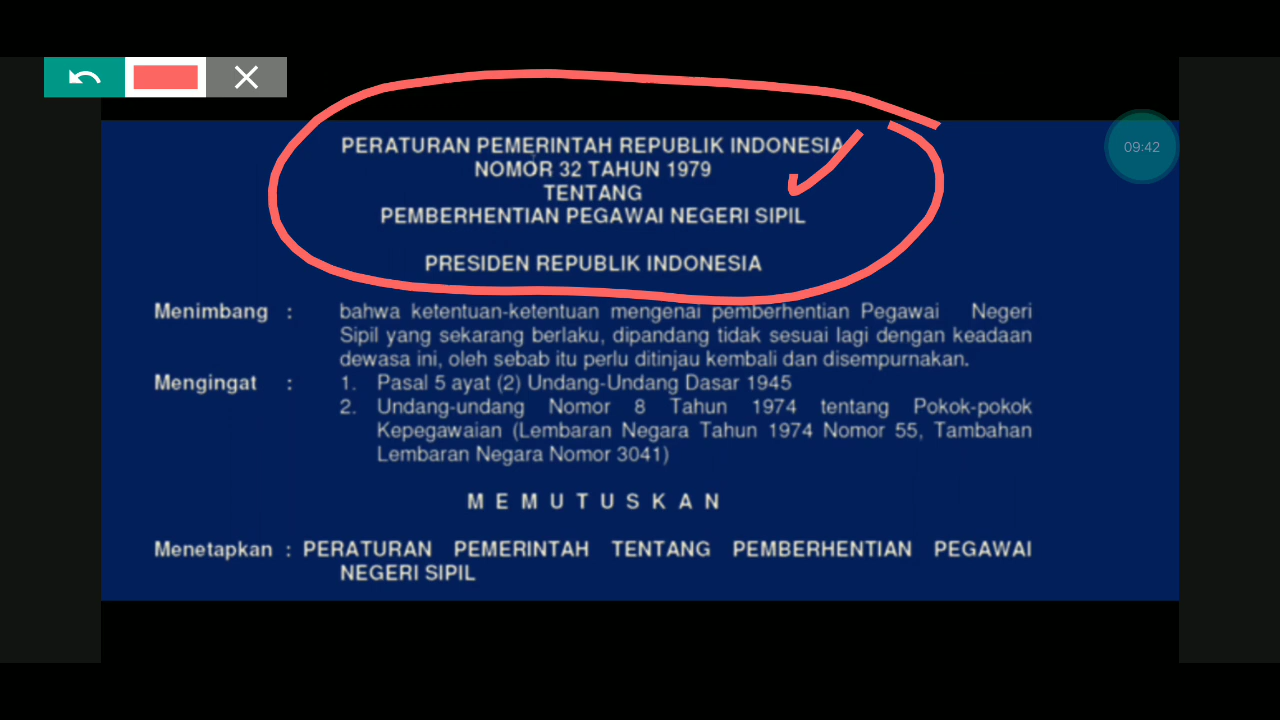 09:42
PERATURAN PEMERINTAH REPUBLIK INDONESIA
NOMOR 32 TAHUN 1979
TENTANG
PEMBERHENTIAN PEGAWAI NEGERI SIPIL
PRESIDEN REPUBLIK INDONESIA
Menimbang : bahwa ketentuan-ketentuan mengenai pemberhentian Pegawai Negeri
Sipil yang sekarang berlaku, dipandang tidak sesuai lagi dengan keadaan
dewasa ini, oleh sebab itu perlu ditinjau kembali dan disempurnakan.
Mengingat : 1. Pasal 5 ayat (2) Undang-Undang Dasar 1945
2. Undang-undang Nomor 8 Tahun 1974 tentang Pokok-pokok
Kepegawaian (Lembaran Negara Tahun 1974 Nomor 55, Tambahan
Lembaran Negara Nomor 3041)
M E M U T U S K A N
Menetapkan : PERATURAN PEMERINTAH TENTANG PEMBERHENTIAN PEGAWAI
NEGERI SIPIL